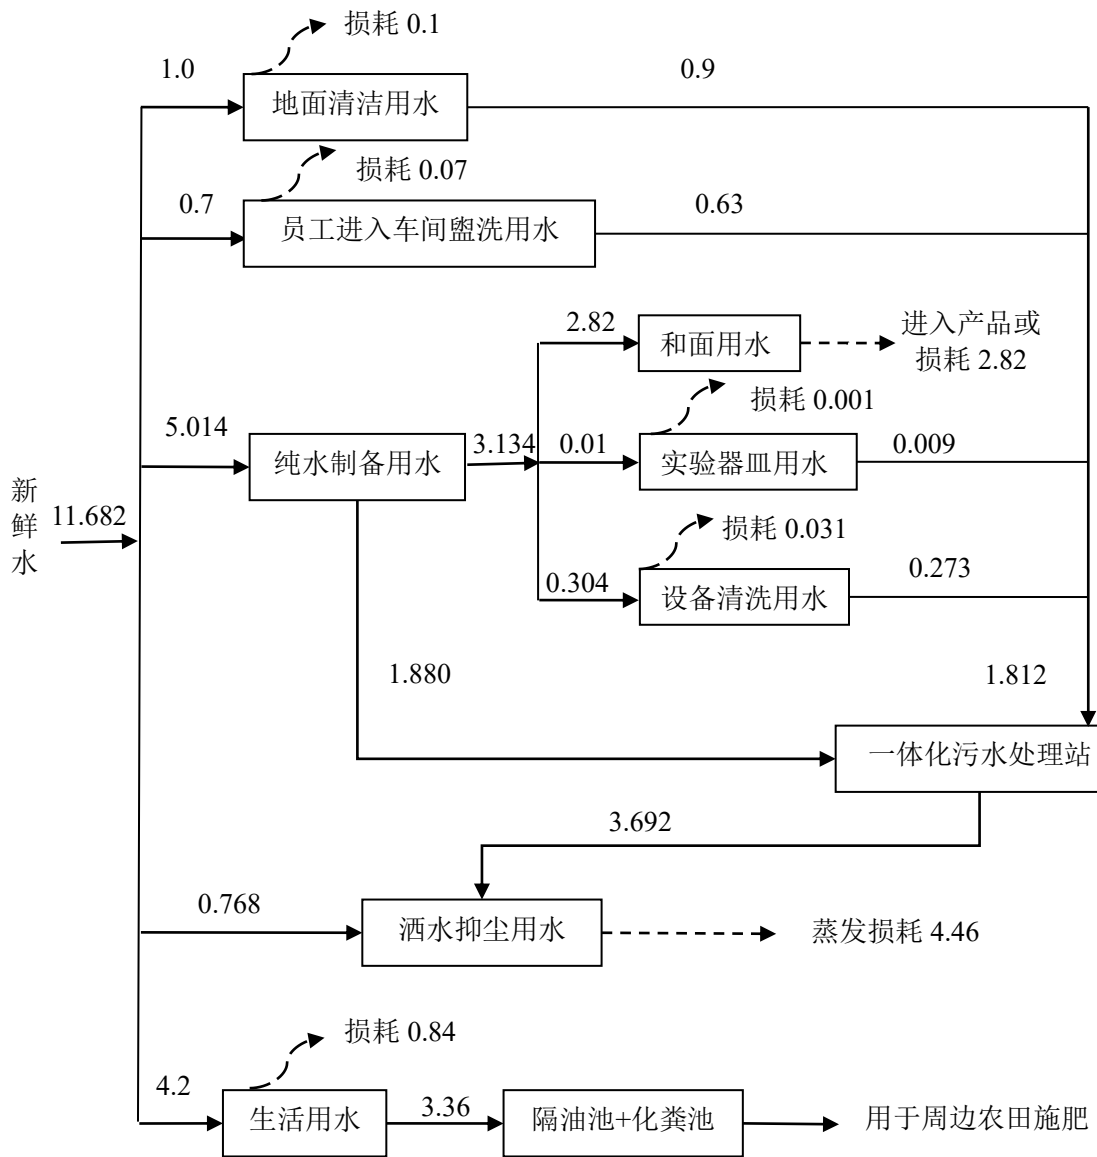 损耗 0.1
1.0
0.9
地面清洁用水
损耗 0.07
0.7
0.63
员工进入车间盥洗用水
2.82
和面用水
进入产品或
损耗 2.82
损耗 0.001
5.014
纯水制备用水
3.134
0.01
实验器皿用水
0.009
新
鲜
水
11.682
损耗 0.031
0.304
设备清洗用水
0.273
1.880
1.812
一体化污水处理站
3.692
0.768
洒水抑尘用水
蒸发损耗 4.46
损耗 0.84
4.2
生活用水
3.36
隔油池+化粪池
用于周边农田施肥